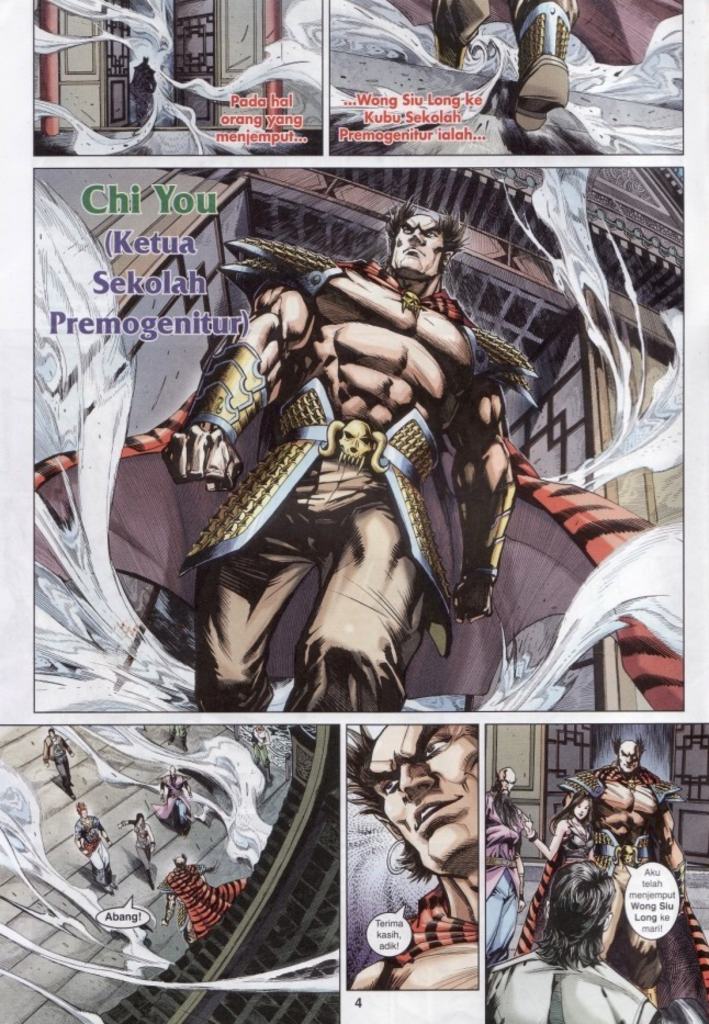 Pada hal
orang yang
menjemput...
...Wong Siu Long ke
Kubu Sekolah
Premogenitur ialah...
Chi You
(Ketua
Sekolah
Premogenitur)
Abang!
Terima
kasih,
adik!
Aku
telah
menjemput
Wong Siu
Long ke
mari!
4